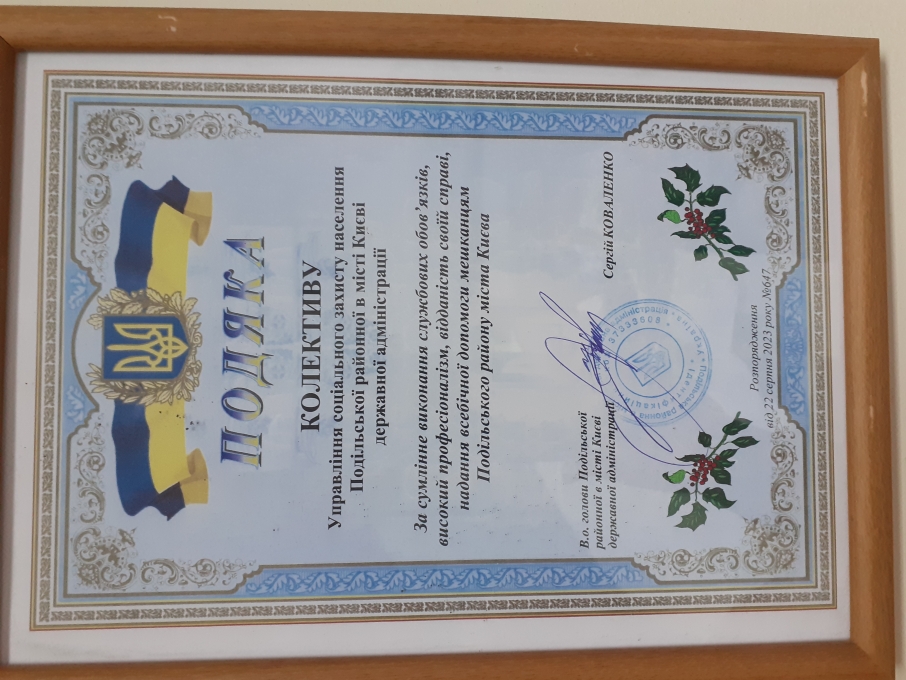 ПОДЯКА
КОЛЕКТИВУ
Управління соціального захисту населення
Подільської районної в місті Києві
державної адміністрації
За сумлінне виконання службових обов’язків,
високий професіоналізм, відданість своїй справі,
надання всебічної допомоги мешканцям
Подільського району міста Києва
В.о. голови Подільської
районної в місті Києві
державної адміністрації
Сергій КОВАЛЕНКО
37333608
Розпорядження
від 22 серпня 2023 року №647